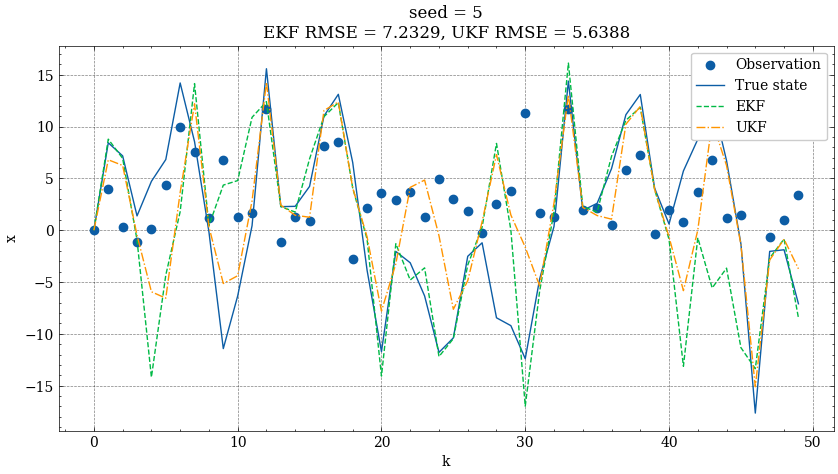 seed = 5
EKF RMSE = 7.2329, UKF RMSE = 5.6388
Observation
True state
EKF
UKF
15
10
5
0
−5
−10
−15
x
0 10 20 30 40 50
k